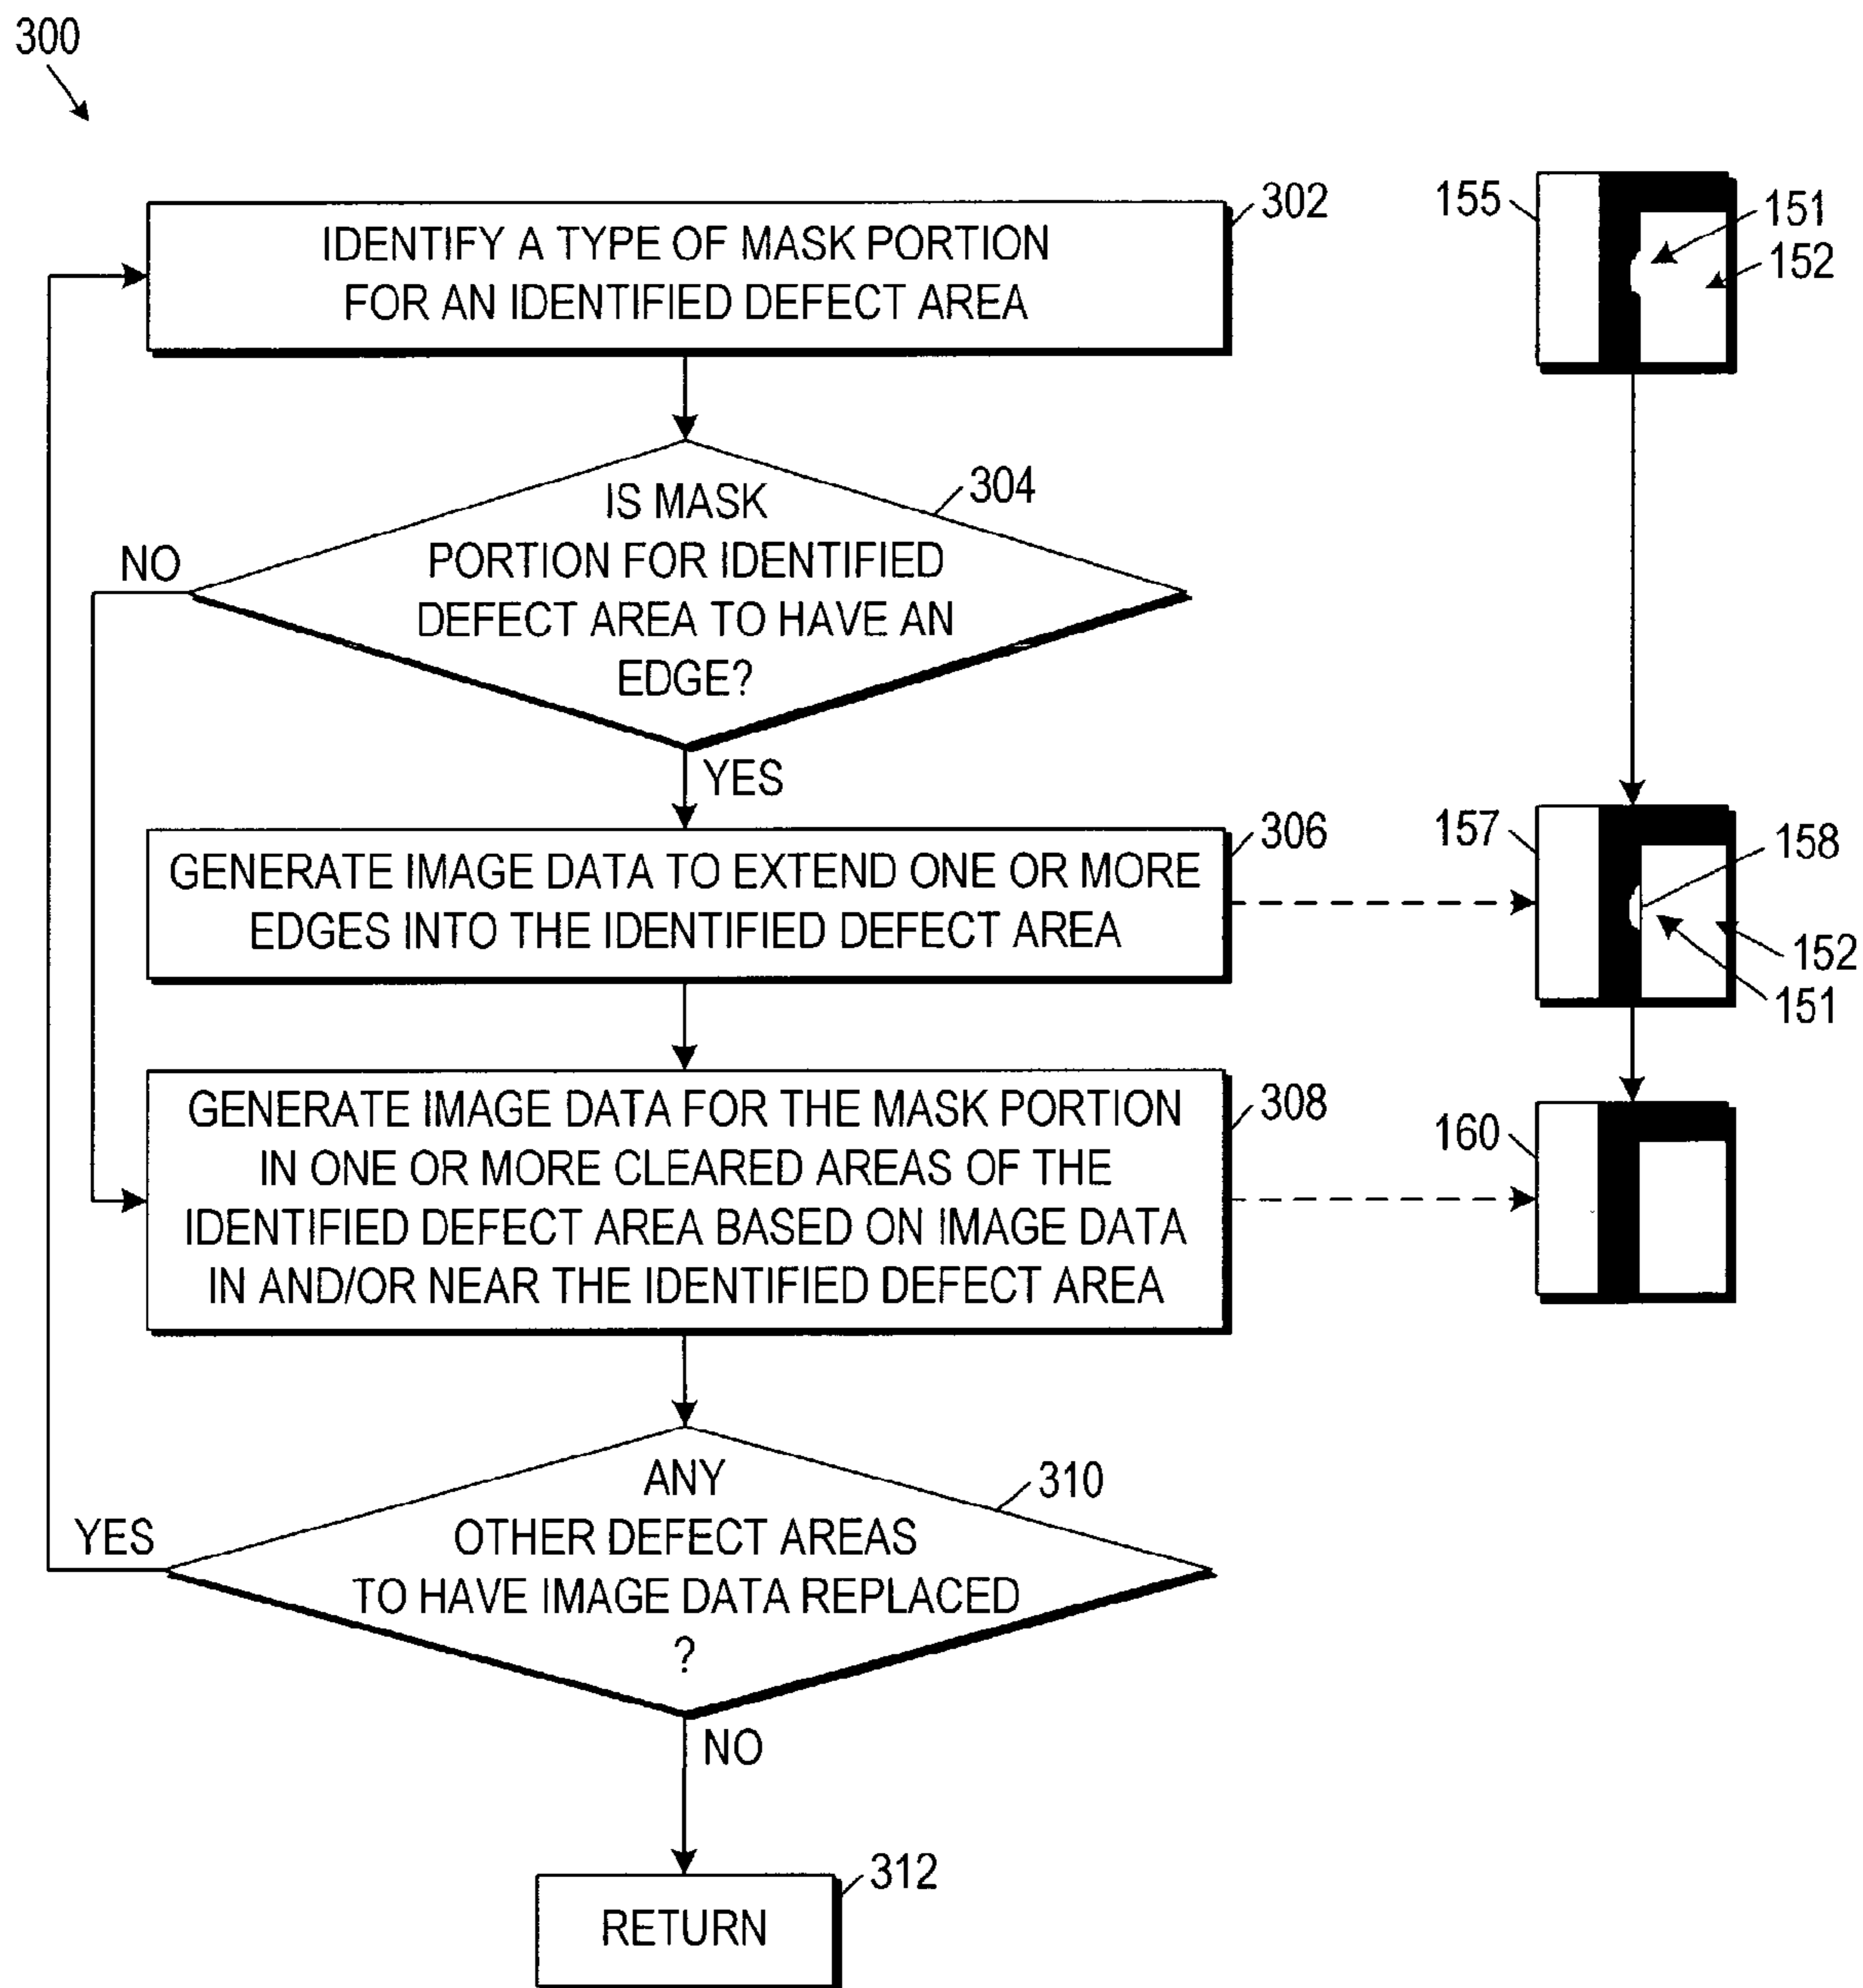 300
302
IDENTIFY A TYPE OF MASK PORTION
FOR AN IDENTIFIED DEFECT AREA
155
151
152
304
IS MASK
PORTION FOR IDENTIFIED
DEFECT AREA TO HAVE AN
EDGE?
NO
YES
306
GENERATE IMAGE DATA TO EXTEND ONE OR MORE
EDGES INTO THE IDENTIFIED DEFECT AREA
157
158
152
151
308
GENERATE IMAGE DATA FOR THE MASK PORTION
IN ONE OR MORE CLEARED AREAS OF THE
IDENTIFIED DEFECT AREA BASED ON IMAGE DATA
IN AND/OR NEAR THE IDENTIFIED DEFECT AREA
160
310
ANY
OTHER DEFECT AREAS
TO HAVE IMAGE DATA REPLACED
?
YES
NO
312
RETURN